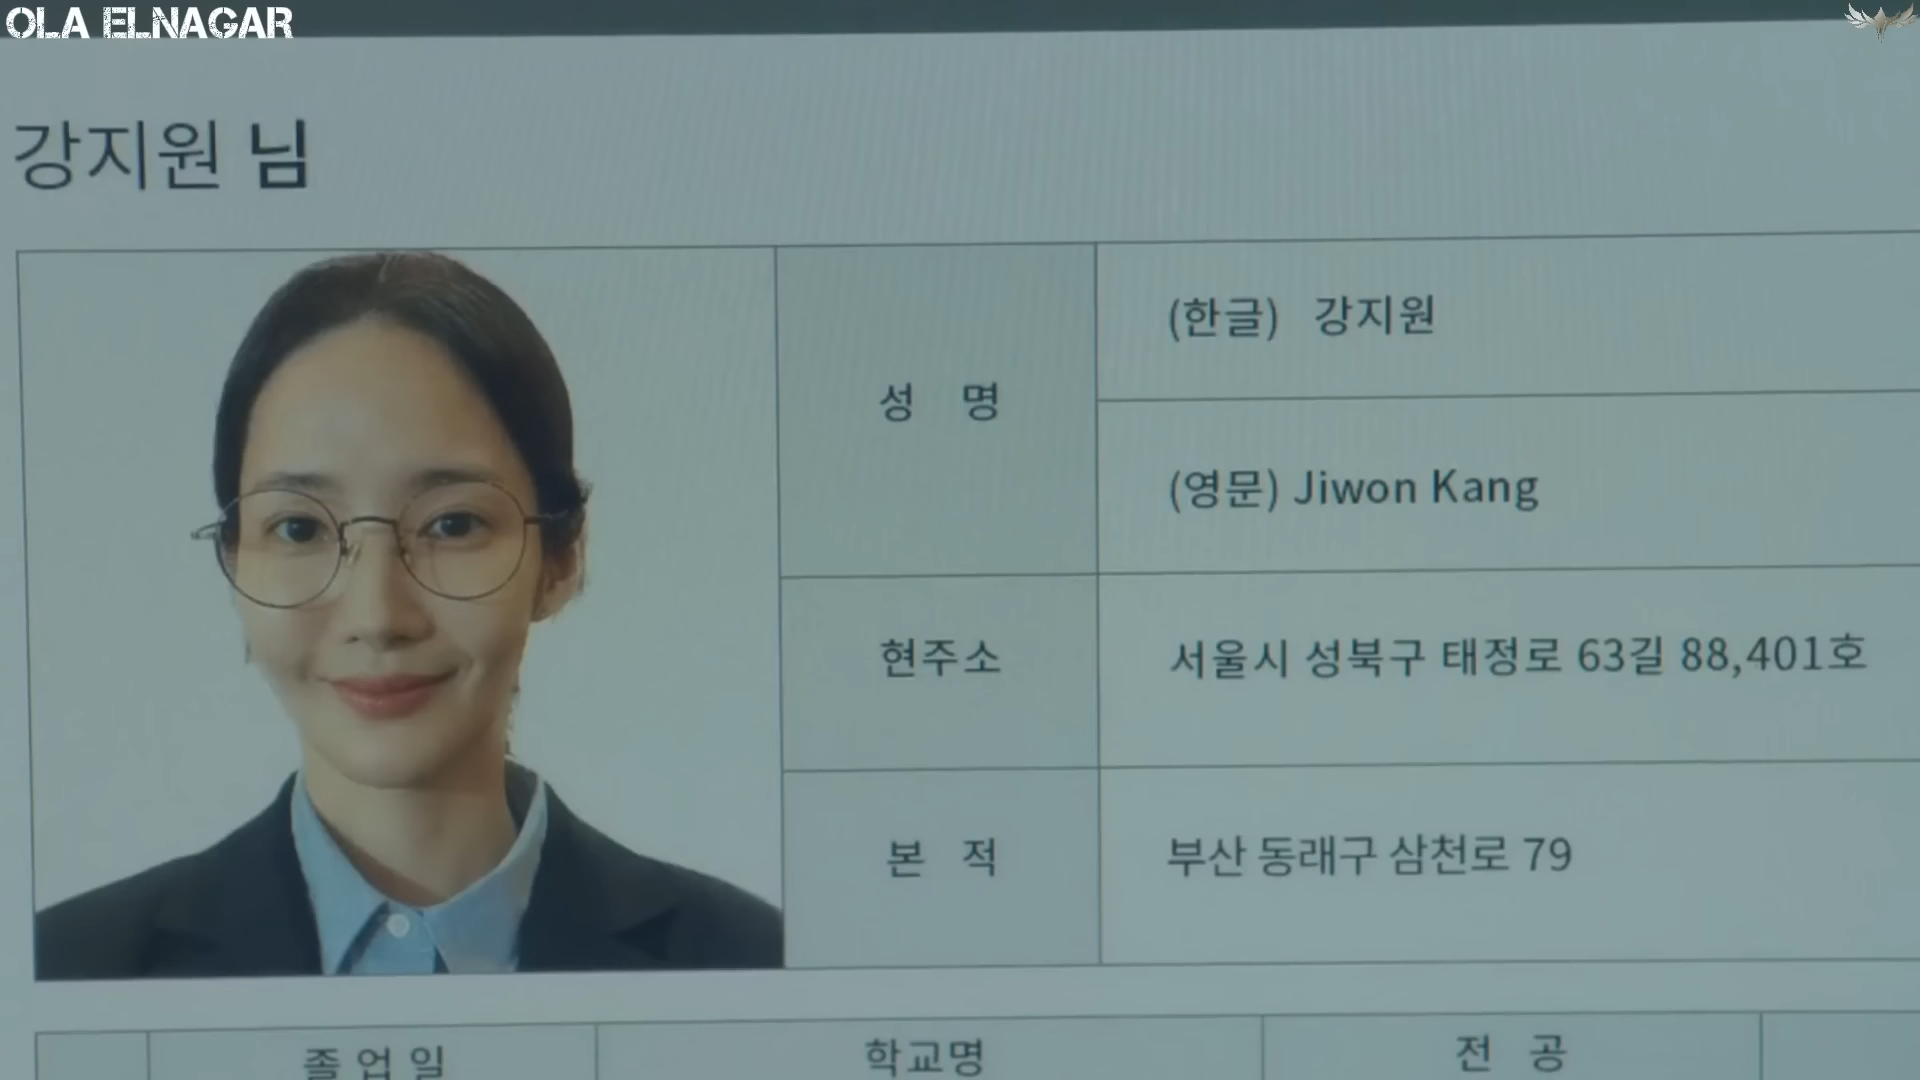 OLA ELNAGAR
강지원 님
성 명
(한글) 강지원
(영문) Jiwon Kang
현주소
서울시 성북구 태정로 63길 88,401호
본 적
부산 동래구 삼천로 79
졸업일 학교명 전 공